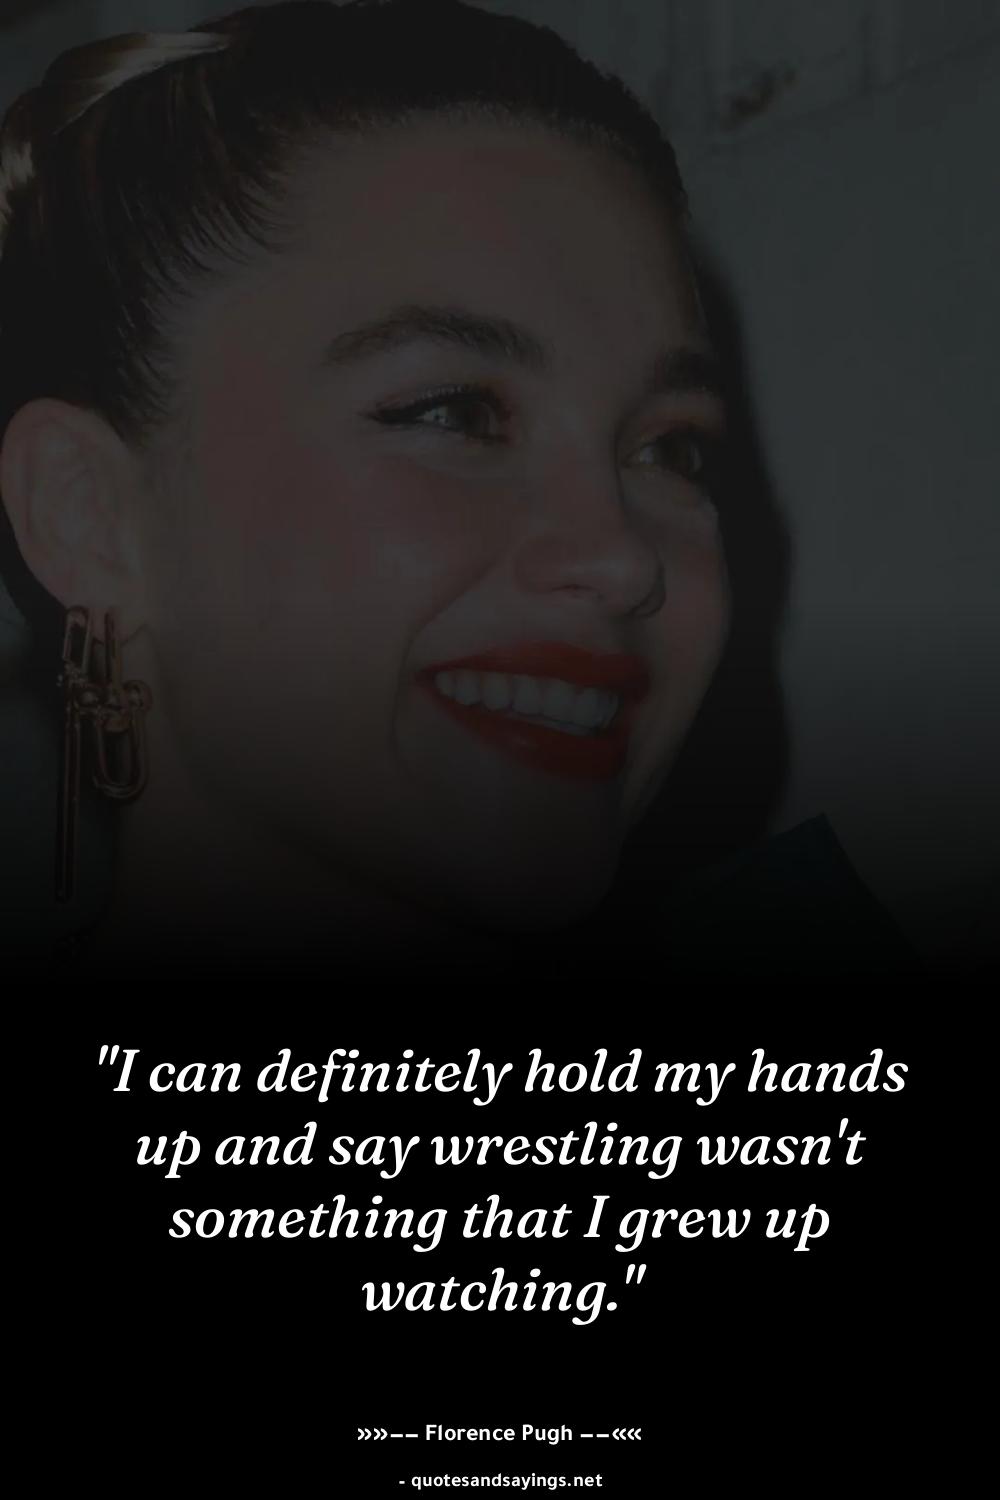 "I can definitely hold my hands
up and say wrestling wasn't
something that I grew up
watching."
»»−− Florence Pugh −−««
- quotesandsayings.net